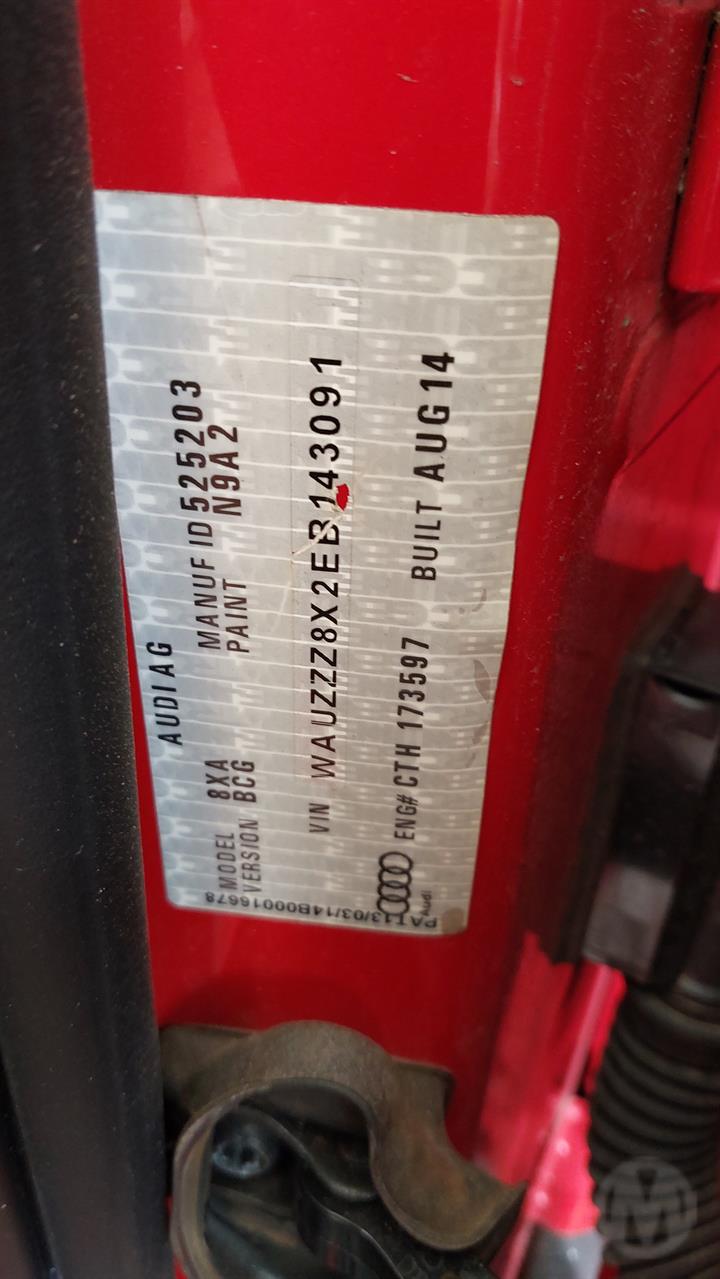 AUDI AG
MODEL 8XA MANUF ID 525203
VERSION BCG PAINT N9A2
VIN WAUZZZ8X2EB143091
ENG# CTH 173597 BUILT AUG14
Audi
DAT13/03/14B00016678
M